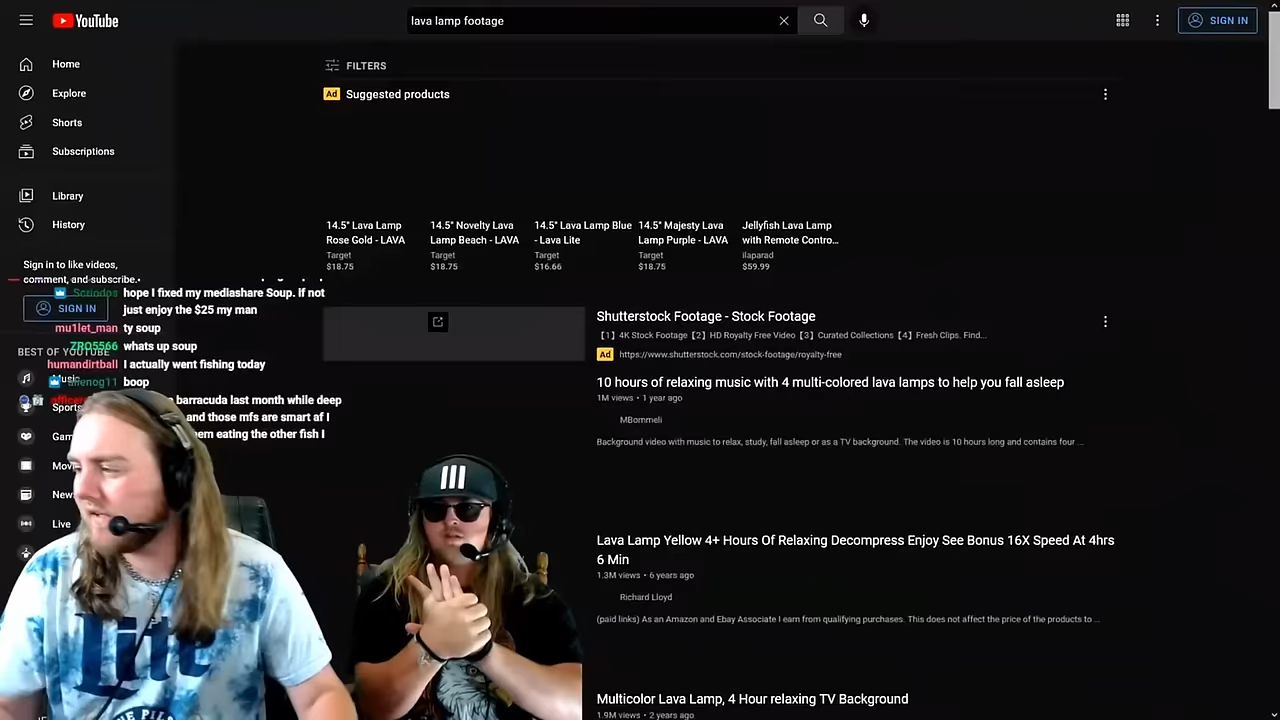 YouTube
lava lamp footage
SIGN IN
Home
Explore
Shorts
Subscriptions
Library
History
Sign in to like videos,
comment, and subscribe.
SIGN IN
BEST OF YOUTUBE
Music
Sports
Gam
Movi
New
Live
FILTERS
Ad Suggested products
14.5" Lava Lamp
Rose Gold - LAVA
Target
$18.75
14.5" Novelty Lava
Lamp Beach - LAVA
Target
$18.75
14.5" Lava Lamp Blue
- Lava Lite
Target
$16.66
14.5" Majesty Lava
Lamp Purple - LAVA
Target
$18.75
Jellyfish Lava Lamp
with Remote Contro...
ilaparad
$59.99
hope I fixed my mediashare Soup. if not
just enjoy the $25 my man
mu1let_man ty soup
ZRO5566 whats up soup
humandirtball I actually went fishing today
boop
barracuda last month while deep
and those mfs are smart af I
em eating the other fish I
Shutterstock Footage - Stock Footage
【1】 4K Stock Footage 【2】 HD Royalty Free Video 【3】 Curated Collections 【4】 Fresh Clips. Find...
Ad https://www.shutterstock.com/stock-footage/royalty-free
10 hours of relaxing music with 4 multi-colored lava lamps to help you fall asleep
1M views • 1 year ago
MBommeli
Background video with music to relax, study, fall asleep or as a TV background. The video is 10 hours long and contains four ...
Lava Lamp Yellow 4+ Hours Of Relaxing Decompress Enjoy See Bonus 16X Speed At 4hrs
6 Min
1.3M views • 6 years ago
Richard Lloyd
(paid links) As an Amazon and Ebay Associate I earn from qualifying purchases. This does not affect the price of the products to ...
Multicolor Lava Lamp, 4 Hour relaxing TV Background
1.9M views • 2 years ago
Lite